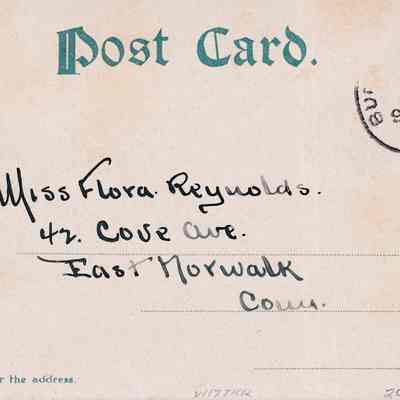 Post Card.
Miss Flora Reynolds.
42. Cove Ave.
East Norwalk
Conn.
r the address.